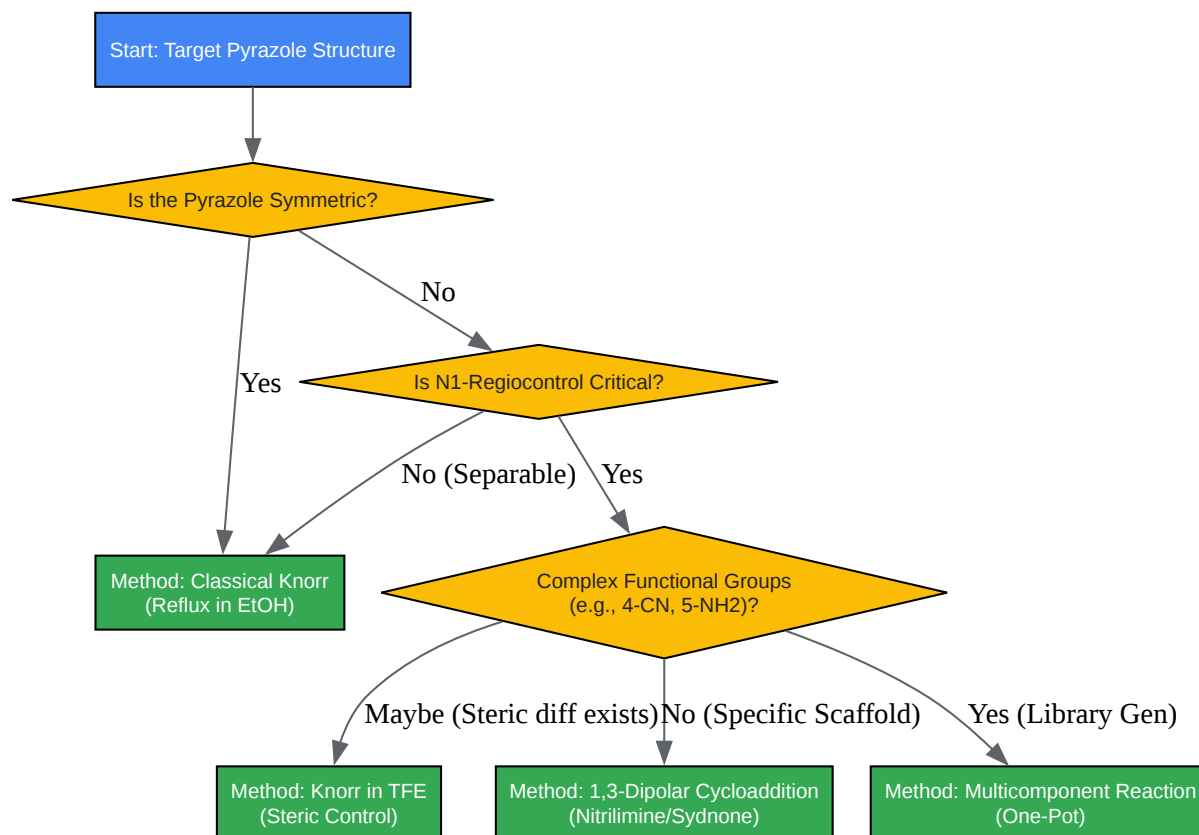 Start: Target Pyrazole Structure
Is the Pyrazole Symmetric?
No
Yes
Is N1-Regiocontrol Critical?
No (Separable)
Yes
Method: Classical Knorr
(Reflux in EtOH)
Complex Functional Groups
(e.g., 4-CN, 5-NH2)?
Maybe (Steric diff exists)
No (Specific Scaffold)
Yes (Library Gen)
Method: Knorr in TFE
(Steric Control)
Method: 1,3-Dipolar Cycloaddition
(Nitrilimine/Sydnone)
Method: Multicomponent Reaction
(One-Pot)